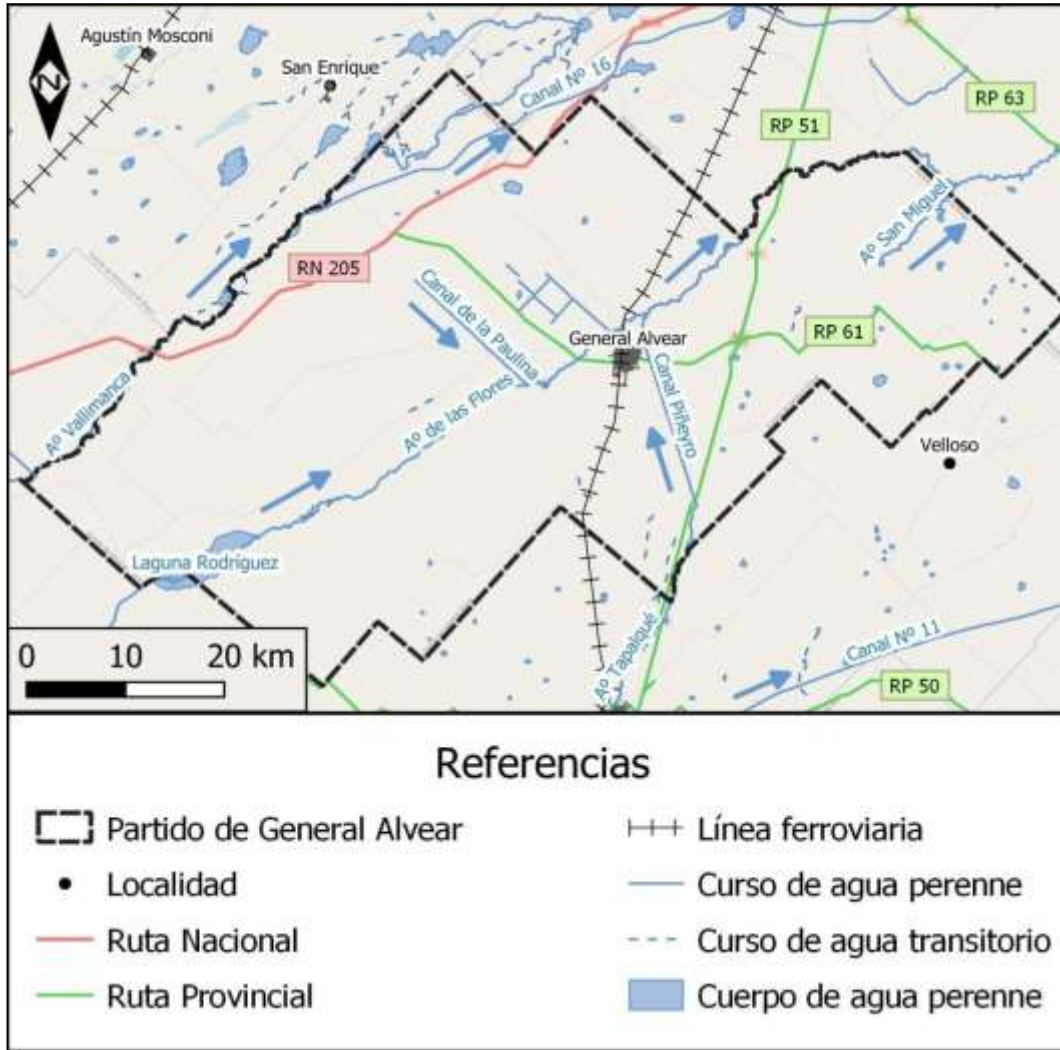 Agustín Mosconi
San Enrique
N
Canal Nº 16
RP 63
RP 51
Aº San Miguel
RN 205
Canal de la Paulina
General Alvear
RP 61
Aº Vallimanca
Aº de las Flores
Canal Piñeyro
Velloso
Laguna Rodríguez
Aº Tapalqué
Canal Nº 11
RP 50
0 10 20 km
Referencias
Partido de General Alvear
Línea ferroviaria
Localidad
Curso de agua perenne
Ruta Nacional
Curso de agua transitorio
Ruta Provincial
Cuerpo de agua perenne